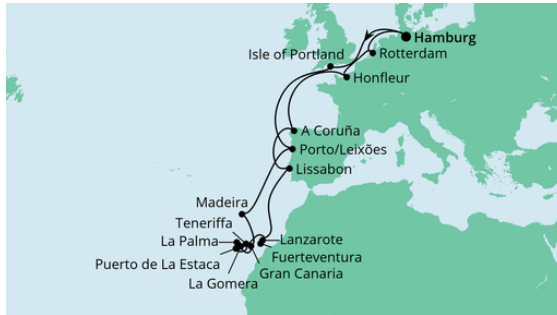 Hamburg
Isle of Portland
Rotterdam
Honfleur
A Coruña
Porto/Leixões
Lissabon
Madeira
Teneriffa
La Palma
Lanzarote
Puerto de La Estaca
Fuerteventura
Gran Canaria
La Gomera